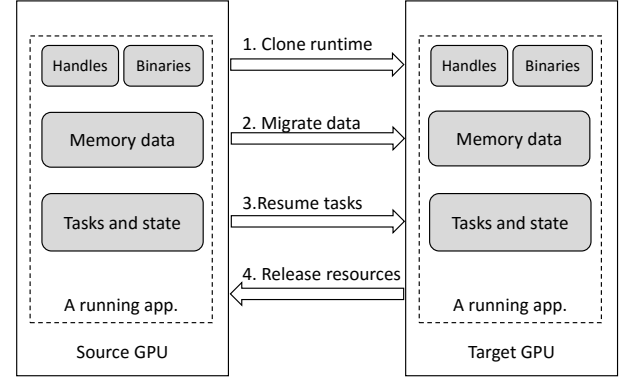 1. Clone runtime
Handles Binaries
Handles Binaries
2. Migrate data
Memory data
Memory data
3.Resume tasks
Tasks and state
Tasks and state
4. Release resources
A running app.
A running app.
Source GPU
Target GPU